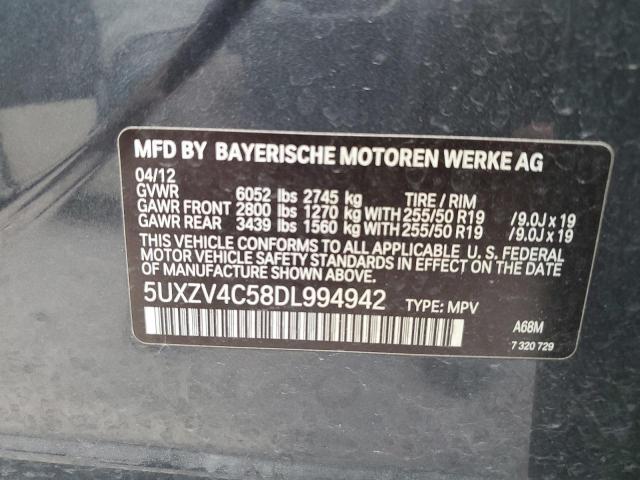 MFD BY BAYERISCHE MOTOREN WERKE AG
04/12
GVWR 6052 lbs 2745 kg TIRE / RIM
GAWR FRONT 2800 lbs 1270 kg WITH 255/50 R19 /9.0J x 19
GAWR REAR 3439 lbs 1560 kg WITH 255/50 R19 /9.0J x 19
THIS VEHICLE CONFORMS TO ALL APPLICABLE U. S. FEDERAL
MOTOR VEHICLE SAFETY STANDARDS IN EFFECT ON THE
DATE OF MANUFACTURE SHOWN ABOVE.
5UXZV4C58DL994942 TYPE: MPV
A68M
7 320 729